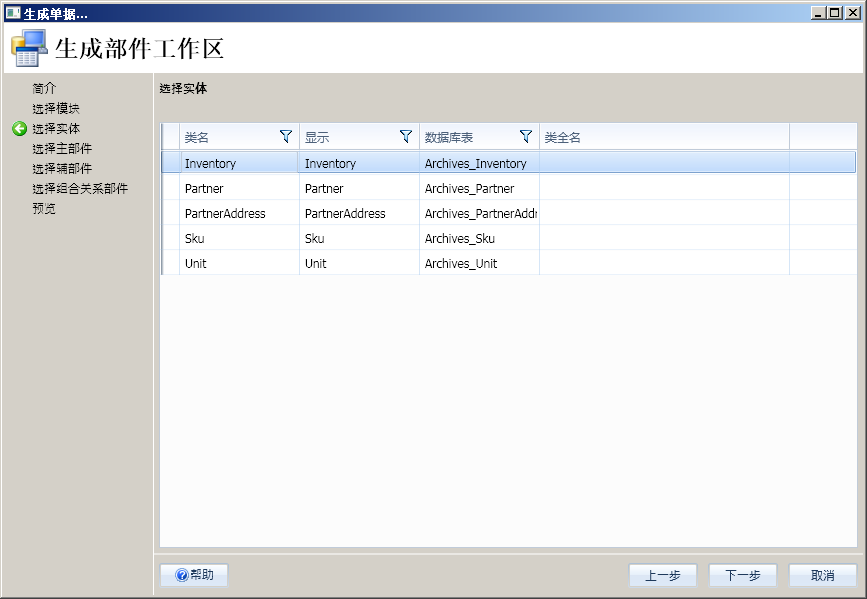 生成单据...
生成部件工作区
简介
选择模块
选择实体
选择主部件
选择辅部件
选择组合关系部件
预览
选择实体
类名 显示 数据库表 类全名
Inventory Inventory Archives_Inventory
Partner Partner Archives_Partner
PartnerAddress PartnerAddress Archives_PartnerAddr
Sku Sku Archives_Sku
Unit Unit Archives_Unit
帮助 上一步 下一步 取消